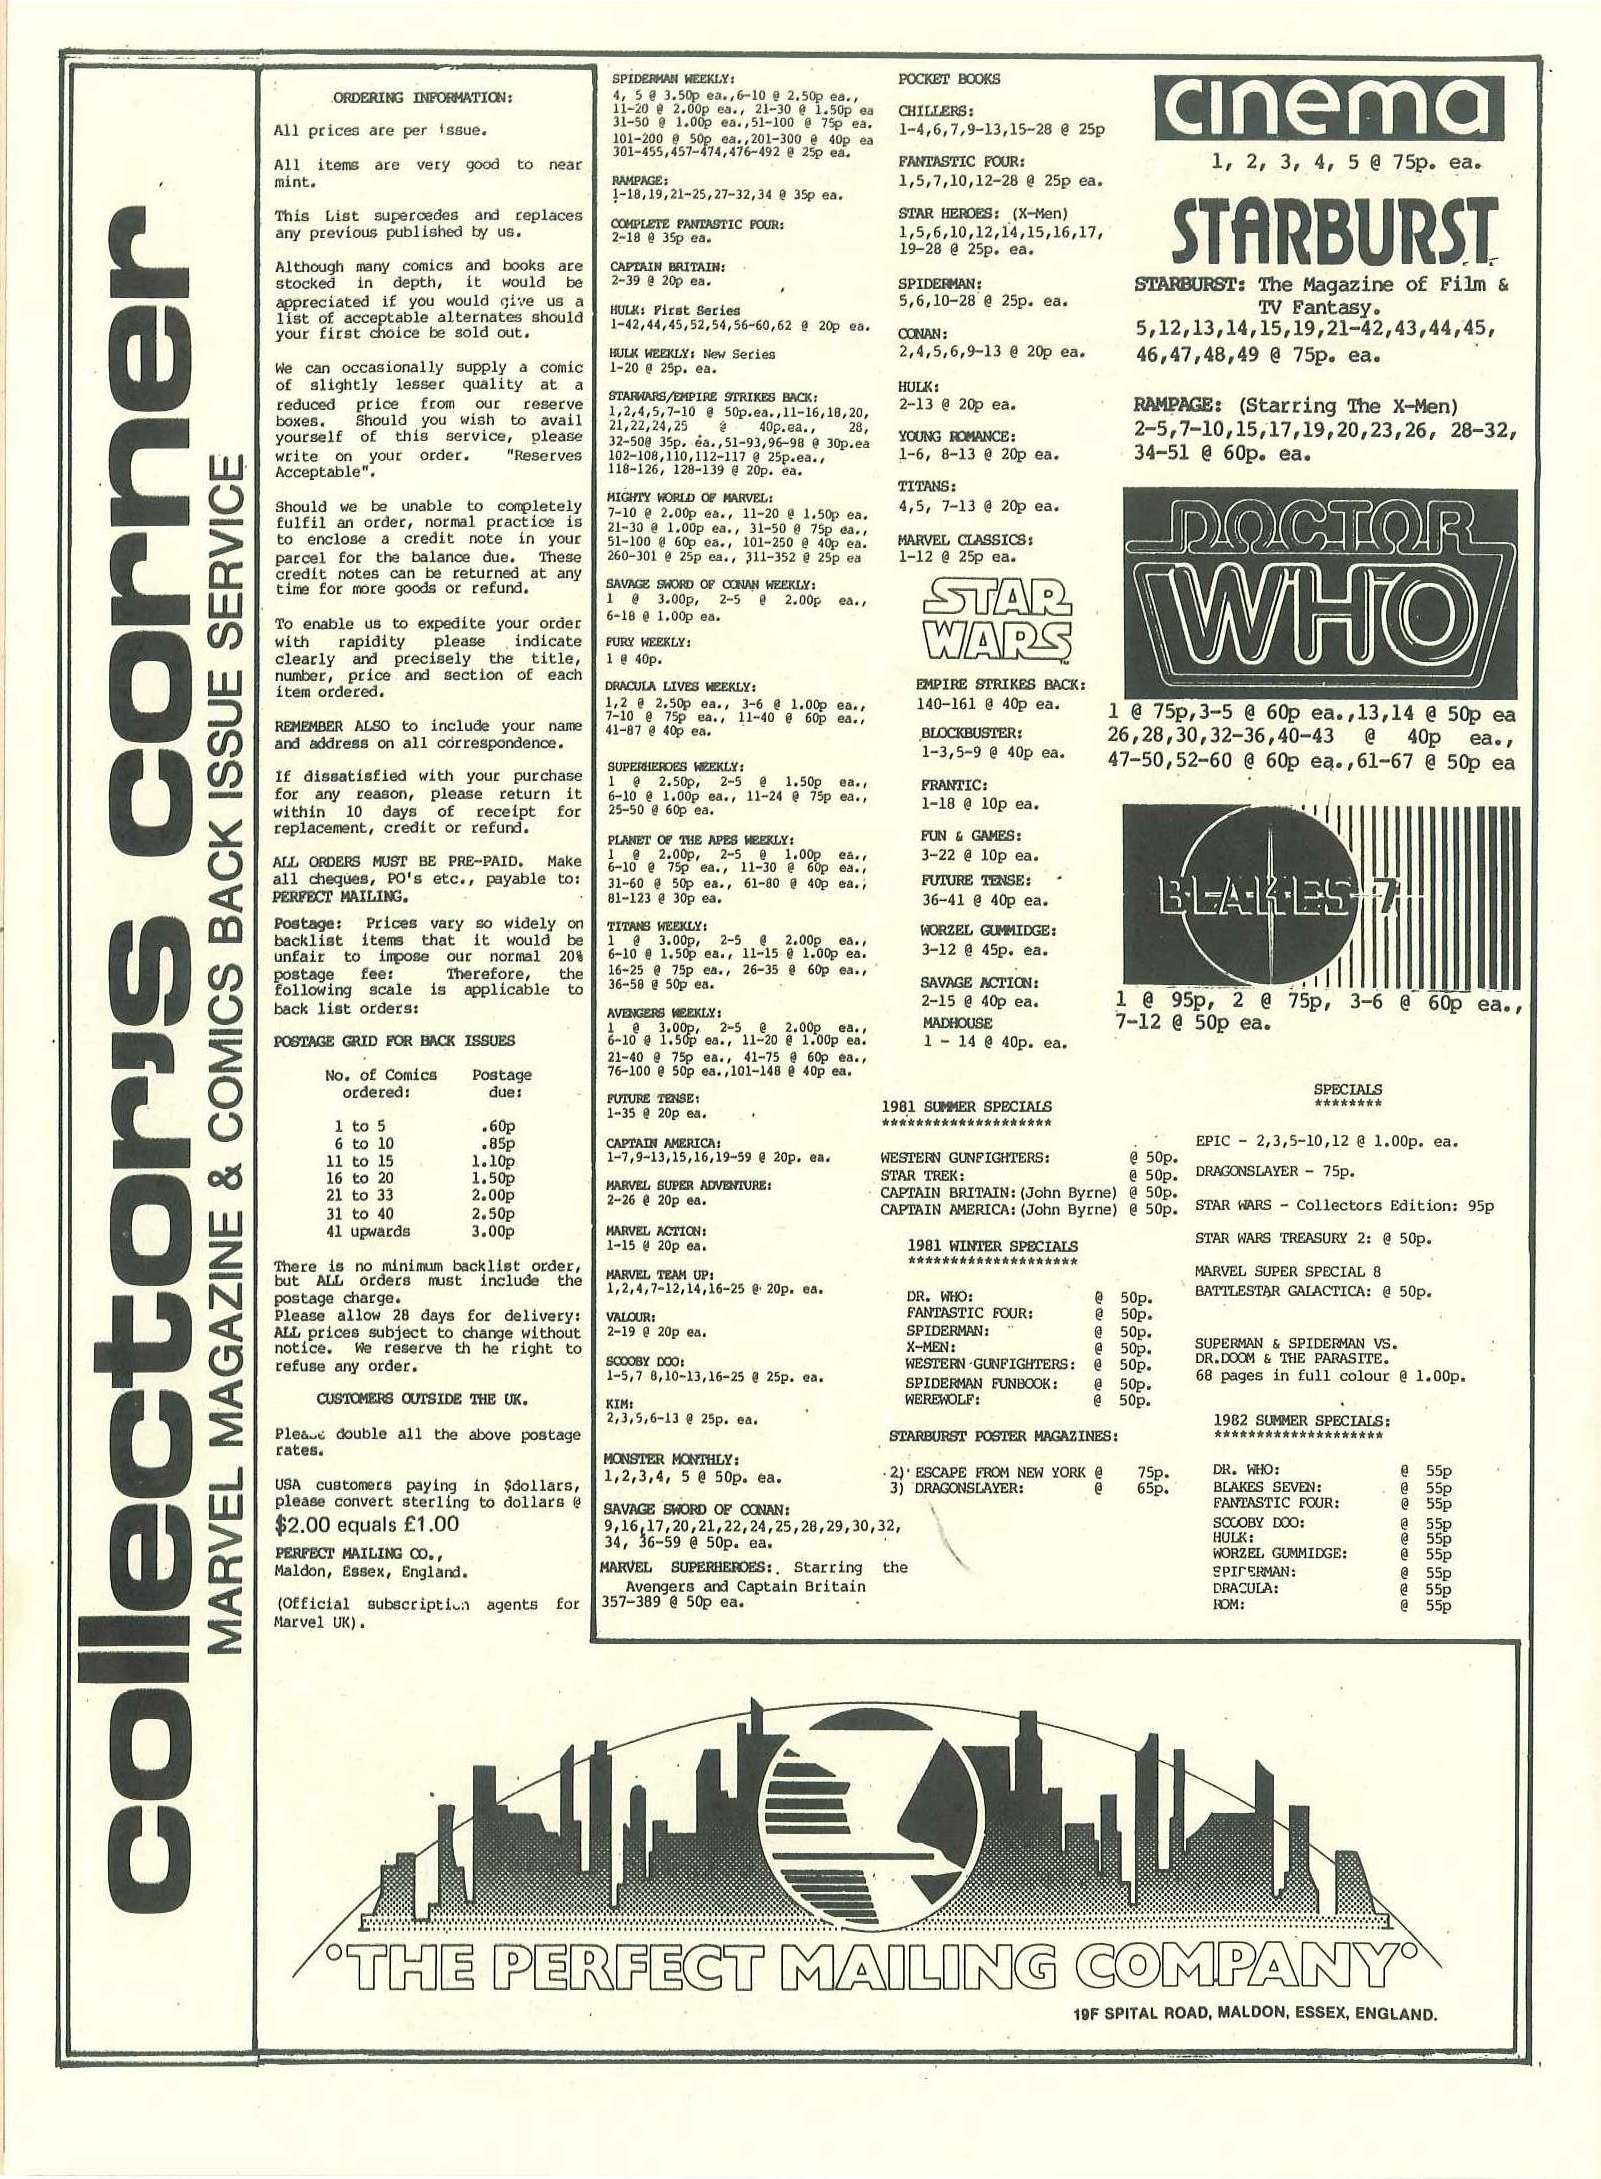 collector's corner
MARVEL MAGAZINE & COMICS BACK ISSUE SERVICE
ORDERING INFORMATION:
All prices are per issue.
All items are very good to near
mint.
This List supercedes and replaces
any previous published by us.
Although many comics and books are
stocked in depth, it would be
appreciated if you would give us a
list of acceptable alternates should
your first choice be sold out.
We can occasionally supply a comic
of slightly lesser quality at a
reduced price from our reserve
boxes. Should you wish to avail
yourself of this service, please
write on your order. "Reserves
Acceptable".
Should we be unable to completely
fulfil an order, normal practice is
to enclose a credit note in your
parcel for the balance due. These
credit notes can be returned at any
time for more goods or refund.
To enable us to expedite your order
with rapidity please indicate
clearly and precisely the title,
number, price and section of each
item ordered.
REMEMBER ALSO to include your name
and address on all correspondence.
If dissatisfied with your purchase
for any reason, please return it
within 10 days of receipt for
replacement, credit or refund.
ALL ORDERS MUST BE PRE-PAID. Make
all cheques, PO's etc., payable to:
PERFECT MAILING.
Postage: Prices vary so widely on
backlist items that it would be
unfair to impose our normal 20%
postage fee: Therefore, the
following scale is applicable to
back list orders:
POSTAGE GRID FOR BACK ISSUES
No. of Comics Postage
ordered: due:
1 to 5 .60p
6 to 10 .85p
11 to 15 1.10p
16 to 20 1.50p
21 to 33 2.00p
31 to 40 2.50p
41 upwards 3.00p
There is no minimum backlist order,
but ALL orders must include the
postage charge.
Please allow 28 days for delivery:
ALL prices subject to change without
notice. We reserve th he right to
refuse any order.
CUSTOMERS OUTSIDE THE UK.
Please double all the above postage
rates.
USA customers paying in $dollars,
please convert sterling to dollars @
$2.00 equals £1.00
PERFECT MAILING CO.,
Maldon, Essex, England.
(Official subscription agents for
Marvel UK).
SPIDERMAN WEEKLY:
4, 5 @ 3.50p ea.,6-10 @ 2.50p ea.,
11-20 @ 2.00p ea., 21-30 @ 1.50p ea
31-50 @ 1.00p ea.,51-100 @ 75p ea.
101-200 @ 50p ea.,201-300 @ 40p ea
301-455,457-474,476-492 @ 25p ea.
RAMPAGE:
1-18,19,21-25,27-32,34 @ 35p ea.
COMPLETE FANTASTIC FOUR:
2-18 @ 35p ea.
CAPTAIN BRITAIN:
2-39 @ 20p ea.
HULK: First Series
1-42,44,45,52,54,56-60,62 @ 20p ea.
HULK WEEKLY: New Series
1-20 @ 25p. ea.
STARWARS/EMPIRE STRIKES BACK:
1,2,4,5,7-10 @ 50p.ea.,11-16,18,20,
21,22,24,25 @ 40p.ea., 28,
32-50@ 35p. ea.,51-93,96-98 @ 30p.ea
102-108,110,112-117 @ 25p.ea.,
118-126, 128-139 @ 20p. ea.
MIGHTY WORLD OF MARVEL:
7-10 @ 2.00p ea., 11-20 @ 1.50p ea.
21-30 @ 1.00p ea., 31-50 @ 75p ea.,
51-100 @ 60p ea., 101-250 @ 40p ea.
260-301 @ 25p ea., 311-352 @ 25p ea
SAVAGE SWORD OF CONAN WEEKLY:
1 @ 3.00p, 2-5 @ 2.00p ea.,
6-18 @ 1.00p ea.
FURY WEEKLY:
1 @ 40p.
DRACULA LIVES WEEKLY:
1,2 @ 2.50p ea., 3-6 @ 1.00p ea.,
7-10 @ 75p ea., 11-40 @ 60p ea.,
41-87 @ 40p ea.
SUPERHEROES WEEKLY:
1 @ 2.50p, 2-5 @ 1.50p ea.,
6-10 @ 1.00p ea., 11-24 @ 75p ea.,
25-50 @ 60p ea.
PLANET OF THE APES WEEKLY:
1 @ 2.00p, 2-5 @ 1.00p ea.,
6-10 @ 75p ea., 11-30 @ 60p ea.,
31-60 @ 50p ea., 61-80 @ 40p ea.;
81-123 @ 30p ea.
TITANS WEEKLY:
1 @ 3.00p, 2-5 @ 2.00p ea.,
6-10 @ 1.50p ea., 11-15 @ 1.00p ea.
16-25 @ 75p ea., 26-35 @ 60p ea.,
36-58 @ 50p ea.
AVENGERS WEEKLY:
1 @ 3.00p, 2-5 @ 2.00p ea.,
6-10 @ 1.50p ea., 11-20 @ 1.00p ea.
21-40 @ 75p ea., 41-75 @ 60p ea.,
76-100 @ 50p ea.,101-148 @ 40p ea.
FUTURE TENSE:
1-35 @ 20p ea.
CAPTAIN AMERICA:
1-7,9-13,15,16,19-59 @ 20p. ea.
MARVEL SUPER ADVENTURE:
2-26 @ 20p ea.
MARVEL ACTION:
1-15 @ 20p ea.
MARVEL TEAM UP:
1,2,4,7-12,14,16-25 @ 20p. ea.
VALOUR:
2-19 @ 20p ea.
SCOOBY DOO:
1-5,7 8,10-13,16-25 @ 25p. ea.
KIM:
2,3,5,6-13 @ 25p. ea.
MONSTER MONTHLY:
1,2,3,4, 5 @ 50p. ea.
SAVAGE SWORD OF CONAN:
9,16,17,20,21,22,24,25,28,29,30,32,
34, 36-59 @ 50p. ea.
MARVEL SUPERHEROES: Starring the
Avengers and Captain Britain
357-389 @ 50p ea.
POCKET BOOKS
CHILLERS:
1-4,6,7,9-13,15-28 @ 25p
FANTASTIC FOUR:
1,5,7,10,12-28 @ 25p ea.
STAR HEROES: (X-Men)
1,5,6,10,12,14,15,16,17,
19-28 @ 25p. ea.
SPIDERMAN:
5,6,10-28 @ 25p. ea.
CONAN:
2,4,5,6,9-13 @ 20p ea.
HULK:
2-13 @ 20p ea.
YOUNG ROMANCE:
1-6, 8-13 @ 20p ea.
TITANS:
4,5, 7-13 @ 20p ea.
MARVEL CLASSICS:
1-12 @ 25p ea.
STAR
WARS
TM
EMPIRE STRIKES BACK:
140-161 @ 40p ea.
BLOCKBUSTER:
1-3,5-9 @ 40p ea.
FRANTIC:
1-18 @ 10p ea.
FUN & GAMES:
3-22 @ 10p ea.
FUTURE TENSE:
36-41 @ 40p ea.
WORZEL GUMMIDGE:
3-12 @ 45p. ea.
SAVAGE ACTION:
2-15 @ 40p ea.
MADHOUSE
1 - 14 @ 40p. ea.
1981 SUMMER SPECIALS
********************
WESTERN GUNFIGHTERS: @ 50p.
STAR TREK: @ 50p.
CAPTAIN BRITAIN:(John Byrne) @ 50p.
CAPTAIN AMERICA:(John Byrne) @ 50p.
1981 WINTER SPECIALS
********************
DR. WHO: @ 50p.
FANTASTIC FOUR: @ 50p.
SPIDERMAN: @ 50p.
X-MEN: @ 50p.
WESTERN GUNFIGHTERS: @ 50p.
SPIDERMAN FUNBOOK: @ 50p.
WEREWOLF: @ 50p.
STARBURST POSTER MAGAZINES:
2) ESCAPE FROM NEW YORK @ 75p.
3) DRAGONSLAYER: @ 65p.
cinema
1, 2, 3, 4, 5 @ 75p. ea.
STARBURST
STARBURST: The Magazine of Film &
TV Fantasy.
5,12,13,14,15,19,21-42,43,44,45,
46,47,48,49 @ 75p. ea.
RAMPAGE: (Starring The X-Men)
2-5,7-10,15,17,19,20,23,26, 28-32,
34-51 @ 60p. ea.
DOCTOR
WHO
1 @ 75p,3-5 @ 60p ea.,13,14 @ 50p ea
26,28,30,32-36,40-43 @ 40p ea.,
47-50,52-60 @ 60p ea.,61-67 @ 50p ea
BLAKES 7
1 @ 95p, 2 @ 75p, 3-6 @ 60p ea.,
7-12 @ 50p ea.
SPECIALS
********
EPIC - 2,3,5-10,12 @ 1.00p. ea.
DRAGONSLAYER - 75p.
STAR WARS - Collectors Edition: 95p
STAR WARS TREASURY 2: @ 50p.
MARVEL SUPER SPECIAL 8
BATTLESTAR GALACTICA: @ 50p.
SUPERMAN & SPIDERMAN VS.
DR.DOOM & THE PARASITE.
68 pages in full colour @ 1.00p.
1982 SUMMER SPECIALS:
********************
DR. WHO: @ 55p
BLAKES SEVEN: @ 55p
FANTASTIC FOUR: @ 55p
SCOOBY DOO: @ 55p
HULK: @ 55p
WORZEL GUMMIDGE: @ 55p
SPIDERMAN: @ 55p
DRACULA: @ 55p
ROM: @ 55p
THE PERFECT MAILING COMPANY
19F SPITAL ROAD, MALDON, ESSEX, ENGLAND.